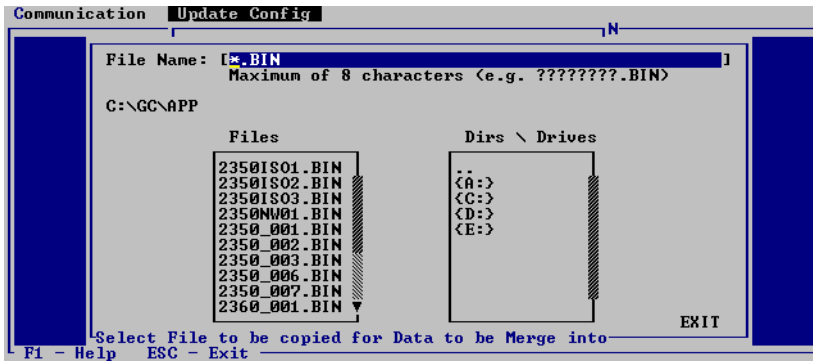 Communication Update Config
N
File Name: [*.BIN ]
Maximum of 8 characters (e.g. ????????.BIN)
C:\GC\APP
Files Dirs \ Drives
2350ISO1.BIN
2350ISO2.BIN
2350ISO3.BIN
2350NW01.BIN
2350_001.BIN
2350_002.BIN
2350_003.BIN
2350_006.BIN
2350_007.BIN
2360_001.BIN
..
{A:}
{C:}
{D:}
{E:}
EXIT
Select File to be copied for Data to be Merge into
F1 - Help ESC - Exit